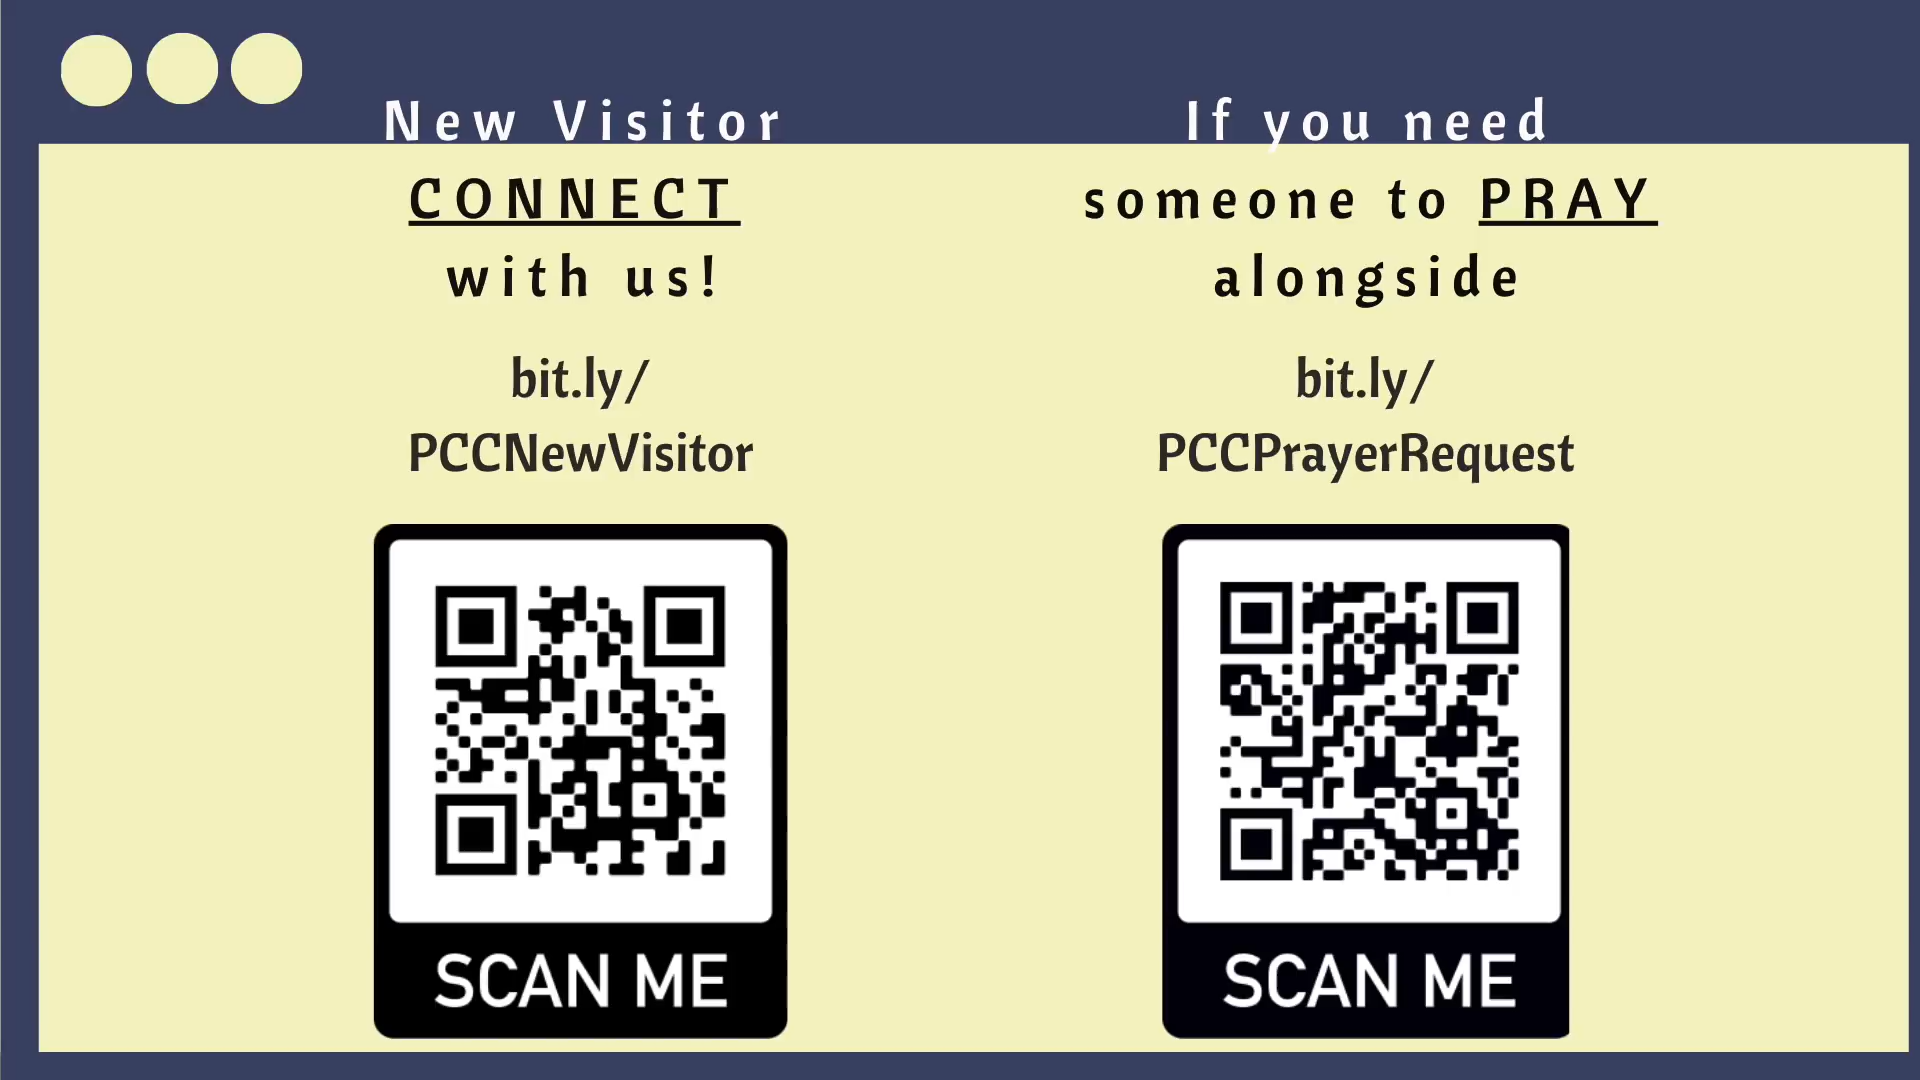 New Visitor
CONNECT
with us!
bit.ly/
PCCNewVisitor
SCAN ME
If you need
someone to PRAY
alongside
bit.ly/
PCCPrayerRequest
SCAN ME